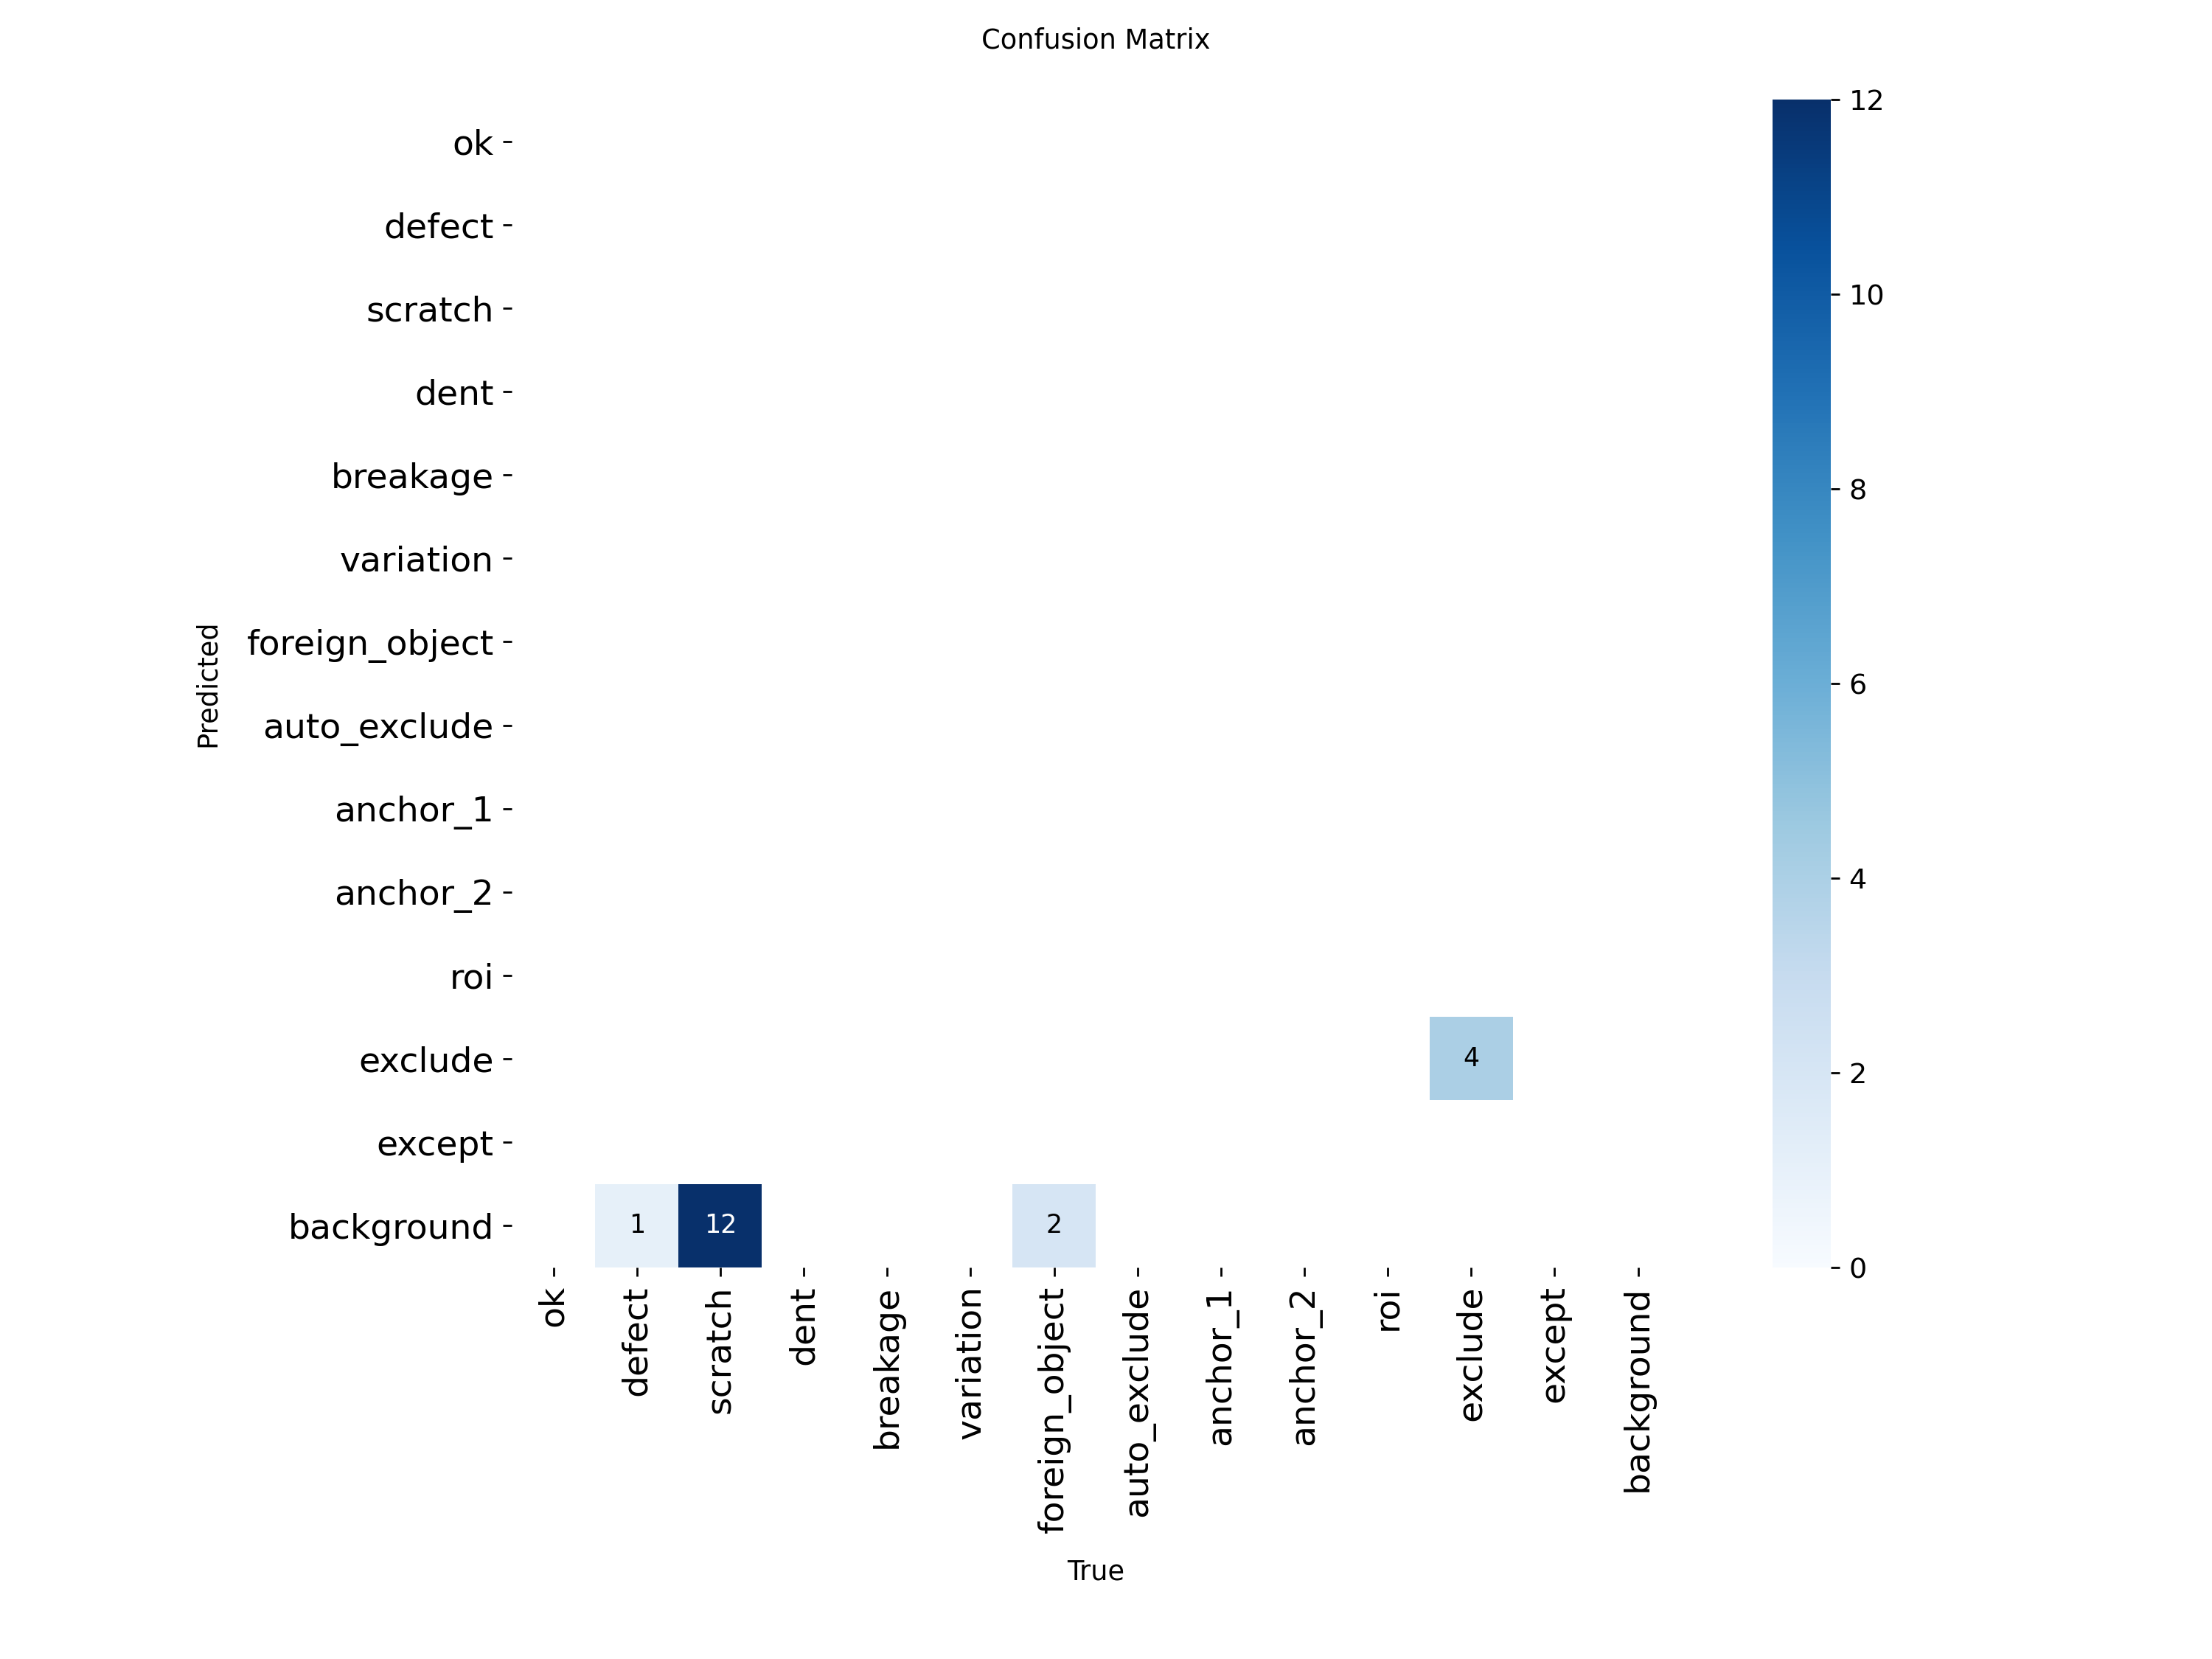 Confusion Matrix
ok
defect
scratch
dent
breakage
variation
foreign_object
auto_exclude
anchor_1
anchor_2
roi
exclude
except
background
Predicted
4
1
12
2
ok
defect
scratch
dent
breakage
variation
foreign_object
auto_exclude
anchor_1
anchor_2
roi
exclude
except
background
True
12
10
8
6
4
2
0